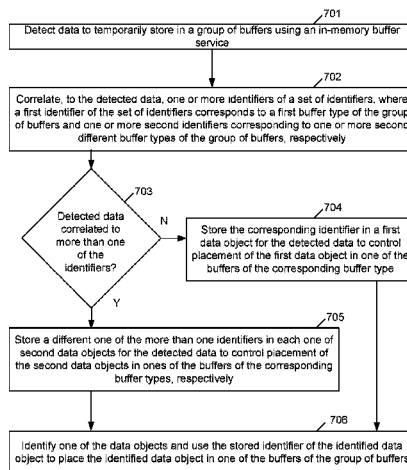 701
Detect data to temporarily store in a group of buffers using an in-memory buffer
service
702
Correlate, to the detected data, one or more identifiers of a set of identifiers, where
a first identifier of the set of identifiers corresponds to a first buffer type of the group
of buffers and one or more second identifiers corresponding to one or more second
different buffer types of the group of buffers, respectively
703
Detected data
correlated to
more than one
of the
identifiers?
N
704
Store the corresponding identifier in a first
data object for the detected data to control
placement of the first data object in one of the
buffers of the corresponding buffer type
Y
705
Store a different one of the more than one identifiers in each one of
second data objects for the detected data to control placement of
the second data objects in ones of the buffers of the corresponding
buffer types, respectively
706
Identify one of the data objects and use the stored identifier of the identified data
object to place the identified data object in one of the buffers of the group of buffers